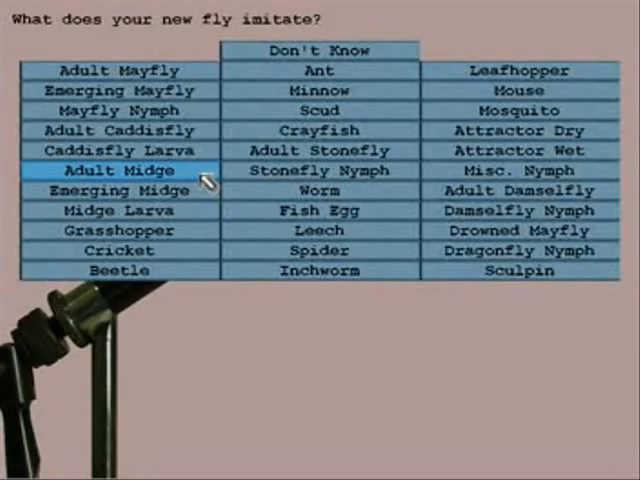 What does your new fly imitate?
Don't Know
Adult Mayfly
Ant
Leafhopper
Emerging Mayfly
Minnow
Mouse
Mayfly Nymph
Scud
Mosquito
Adult Caddisfly
Crayfish
Attractor Dry
Caddisfly Larva
Adult Stonefly
Attractor Wet
Adult Midge
Stonefly Nymph
Misc. Nymph
Emerging Midge
Worm
Adult Damselfly
Midge Larva
Fish Egg
Damselfly Nymph
Grasshopper
Leech
Drowned Mayfly
Cricket
Spider
Dragonfly Nymph
Beetle
Inchworm
Sculpin